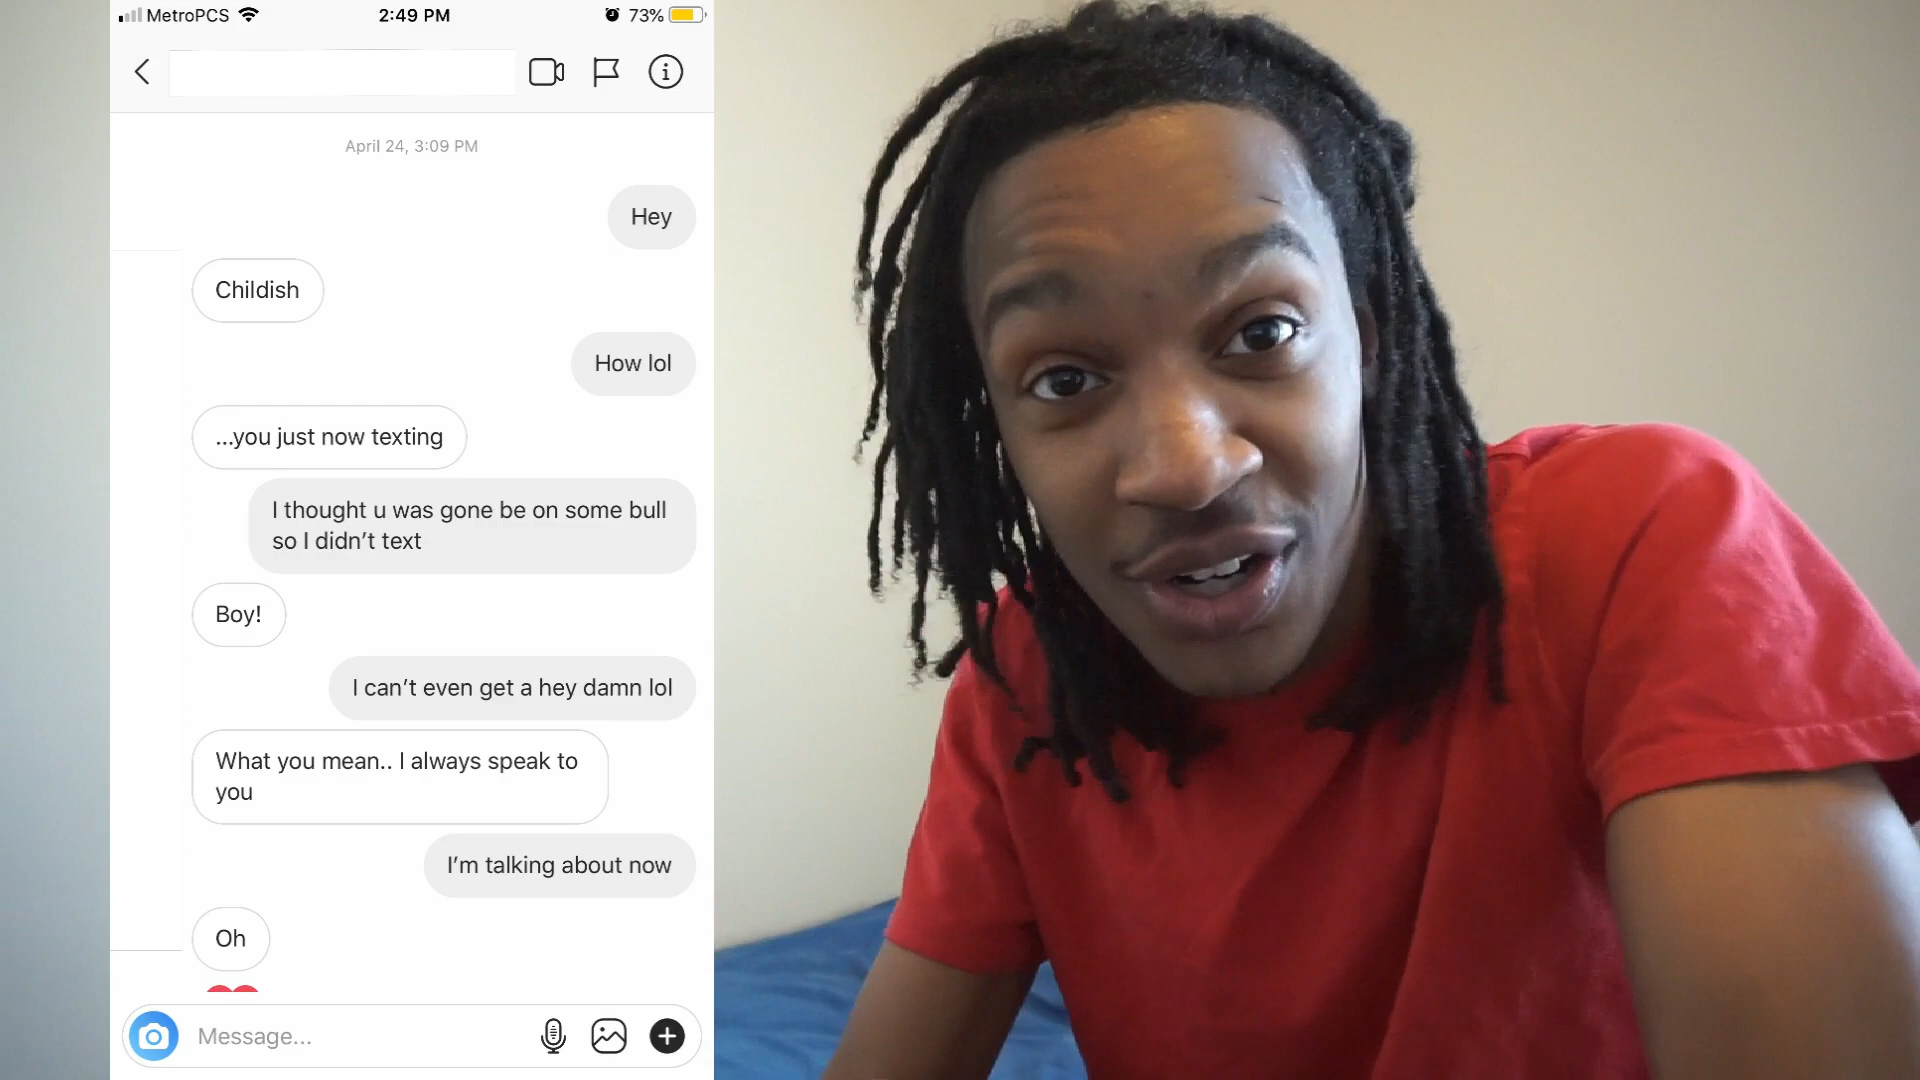 MetroPCS
2:49 PM
73%
April 24, 3:09 PM
Hey
Childish
How lol
...you just now texting
I thought u was gone be on some bull
so I didn't text
Boy!
I can't even get a hey damn lol
What you mean.. I always speak to
you
I'm talking about now
Oh
Message...